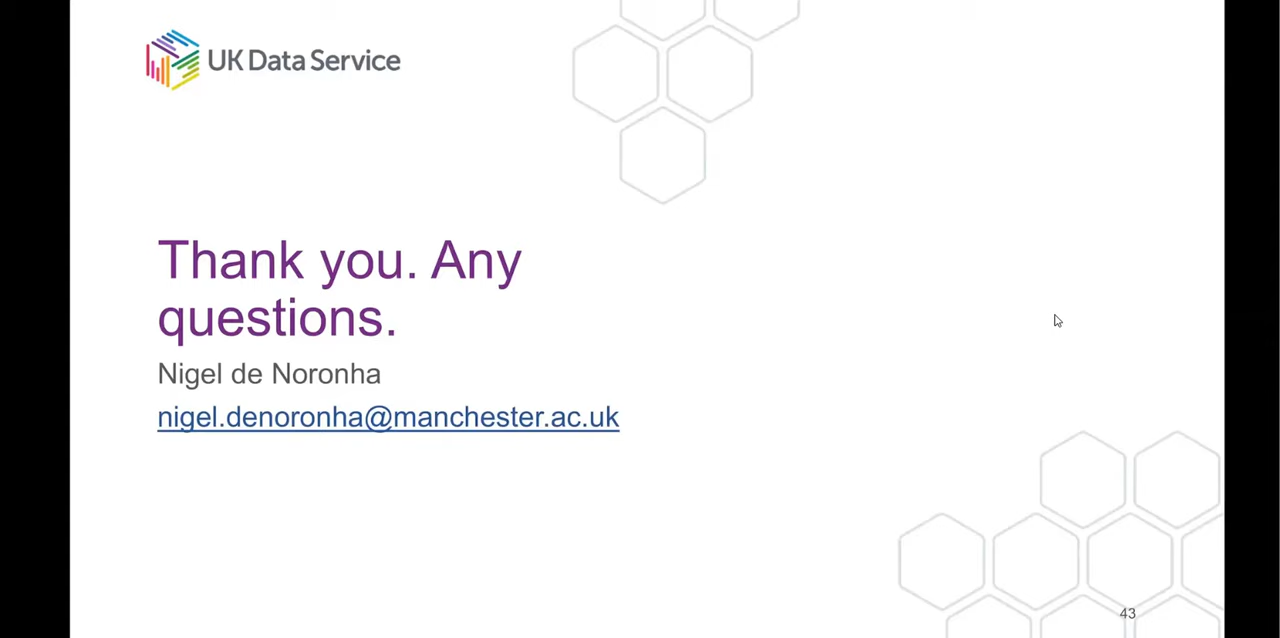 UK Data Service
Thank you. Any
questions.
Nigel de Noronha
nigel.denoronha@manchester.ac.uk
43